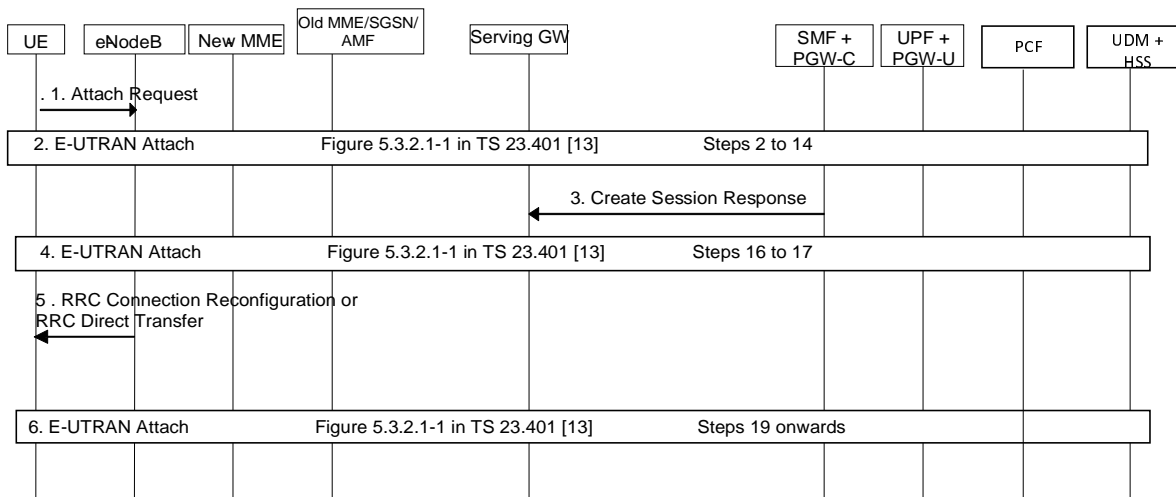 UE
eNodeB
New MME
Old MME/SGSN/
AMF
Serving GW
SMF +
PGW-C
UPF +
PGW-U
PCF
UDM +
HSS
. 1. Attach Request
2. E-UTRAN Attach Figure 5.3.2.1-1 in TS 23.401 [13] Steps 2 to 14
3. Create Session Response
4. E-UTRAN Attach Figure 5.3.2.1-1 in TS 23.401 [13] Steps 16 to 17
5 . RRC Connection Reconfiguration or
RRC Direct Transfer
6. E-UTRAN Attach Figure 5.3.2.1-1 in TS 23.401 [13] Steps 19 onwards